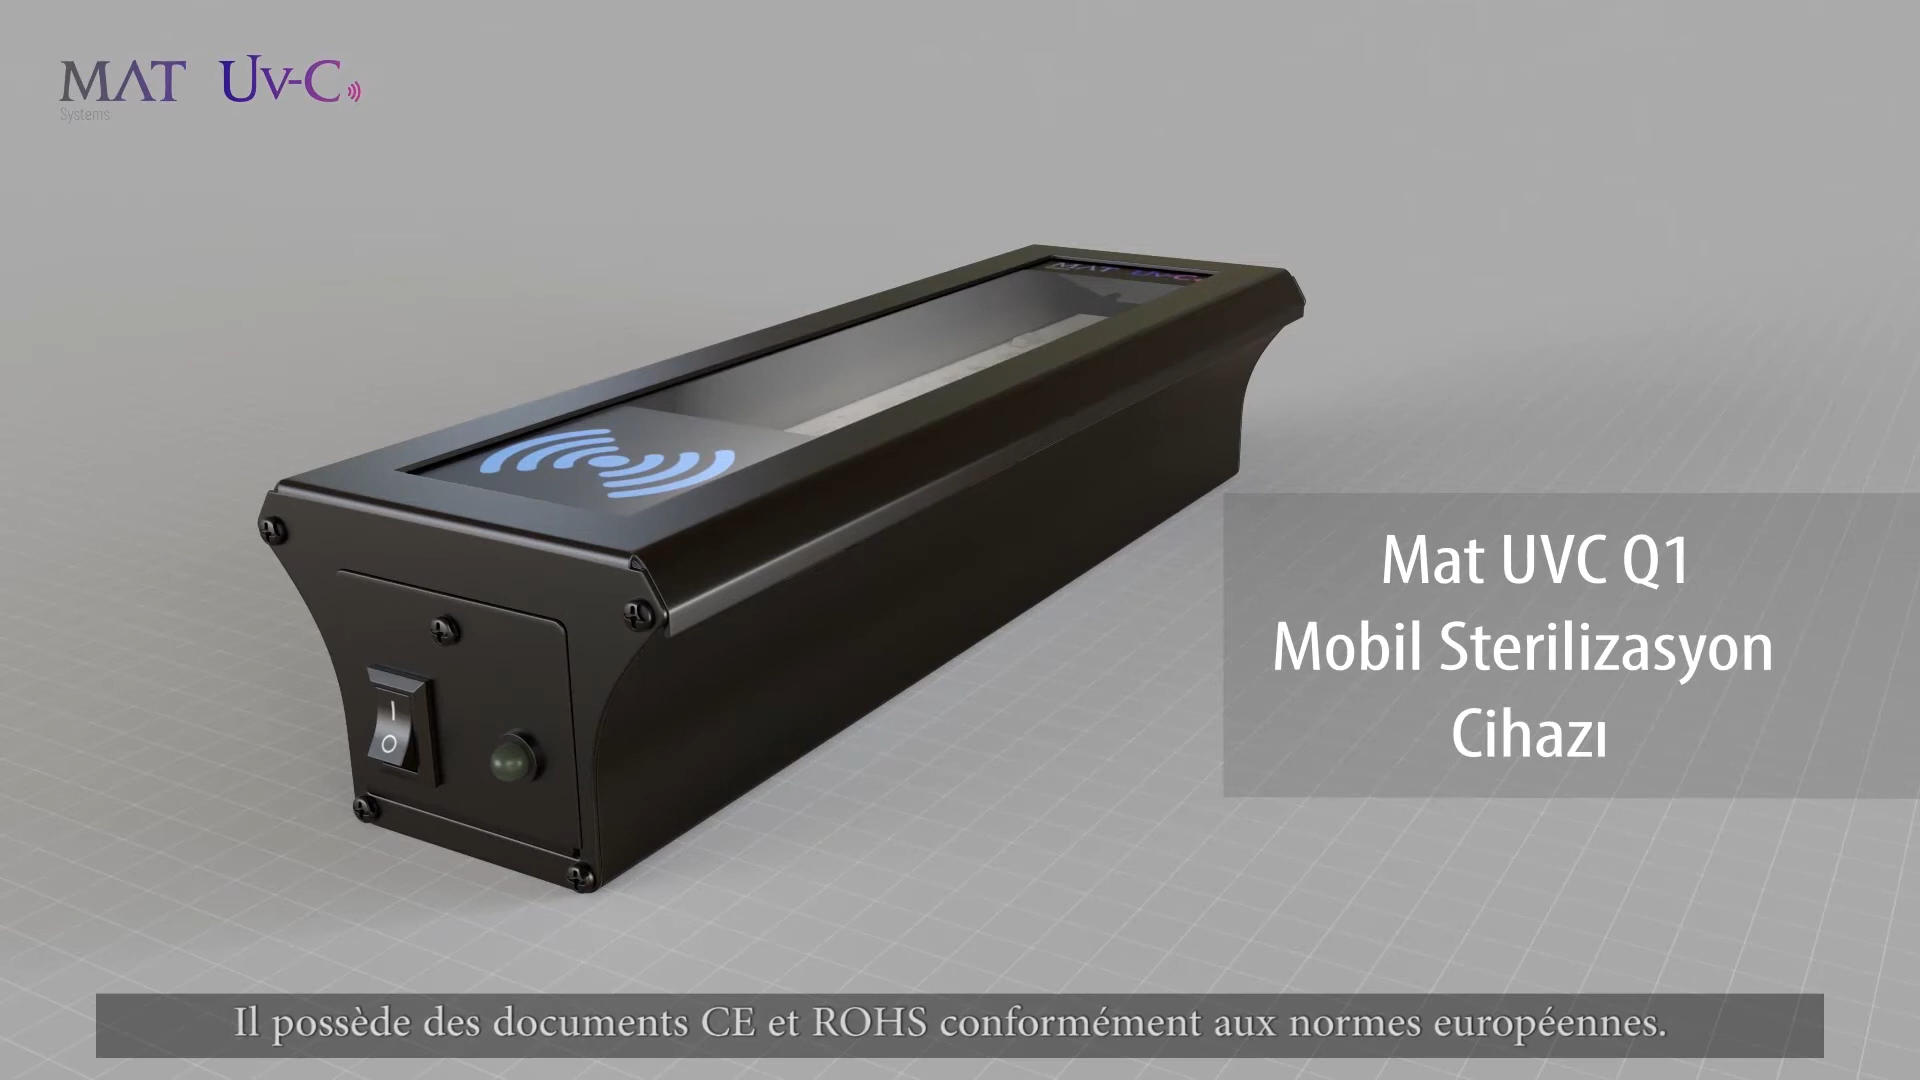 MAT UV-C
Systems
MAT UV-C
I
O
Mat UVC Q1
Mobil Sterilizasyon
Cihazı
Il possède des documents CE et ROHS conformément aux normes européennes.